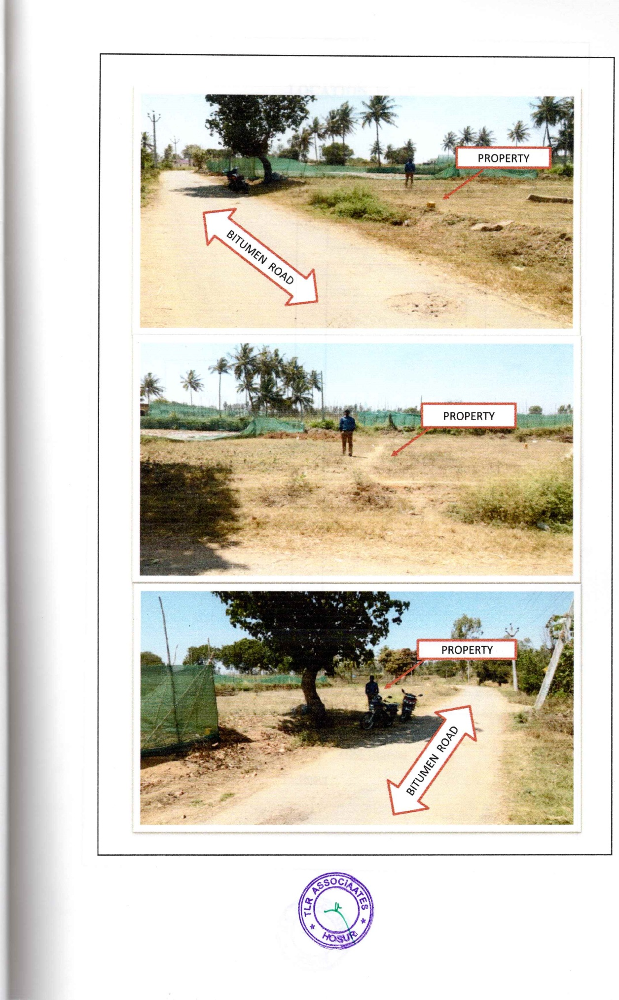 PROPERTY
BITUMEN ROAD
PROPERTY
PROPERTY
BITUMEN ROAD
TLR ASSOCIAATES
HOSUR